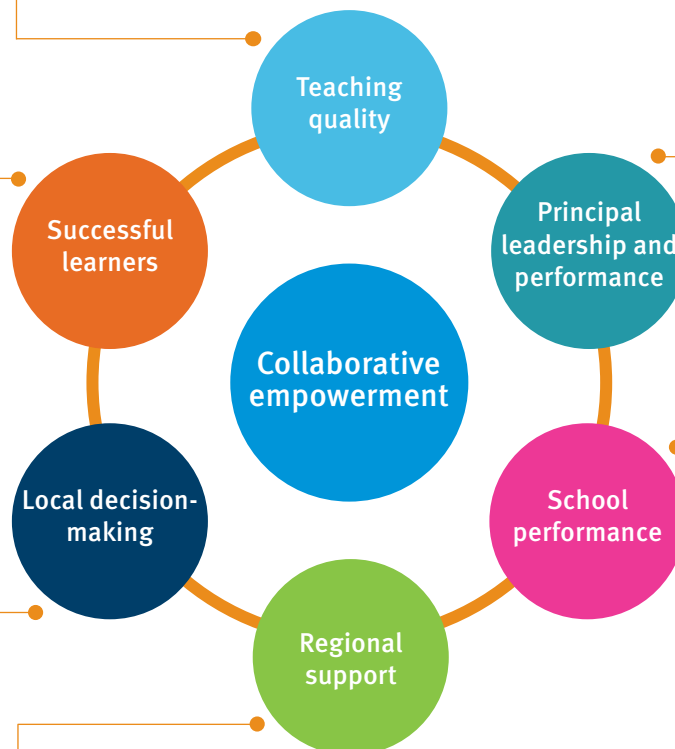 Teaching
quality
Successful
learners
Principal
leadership and
performance
Collaborative
empowerment
Local decision-
making
School
performance
Regional
support